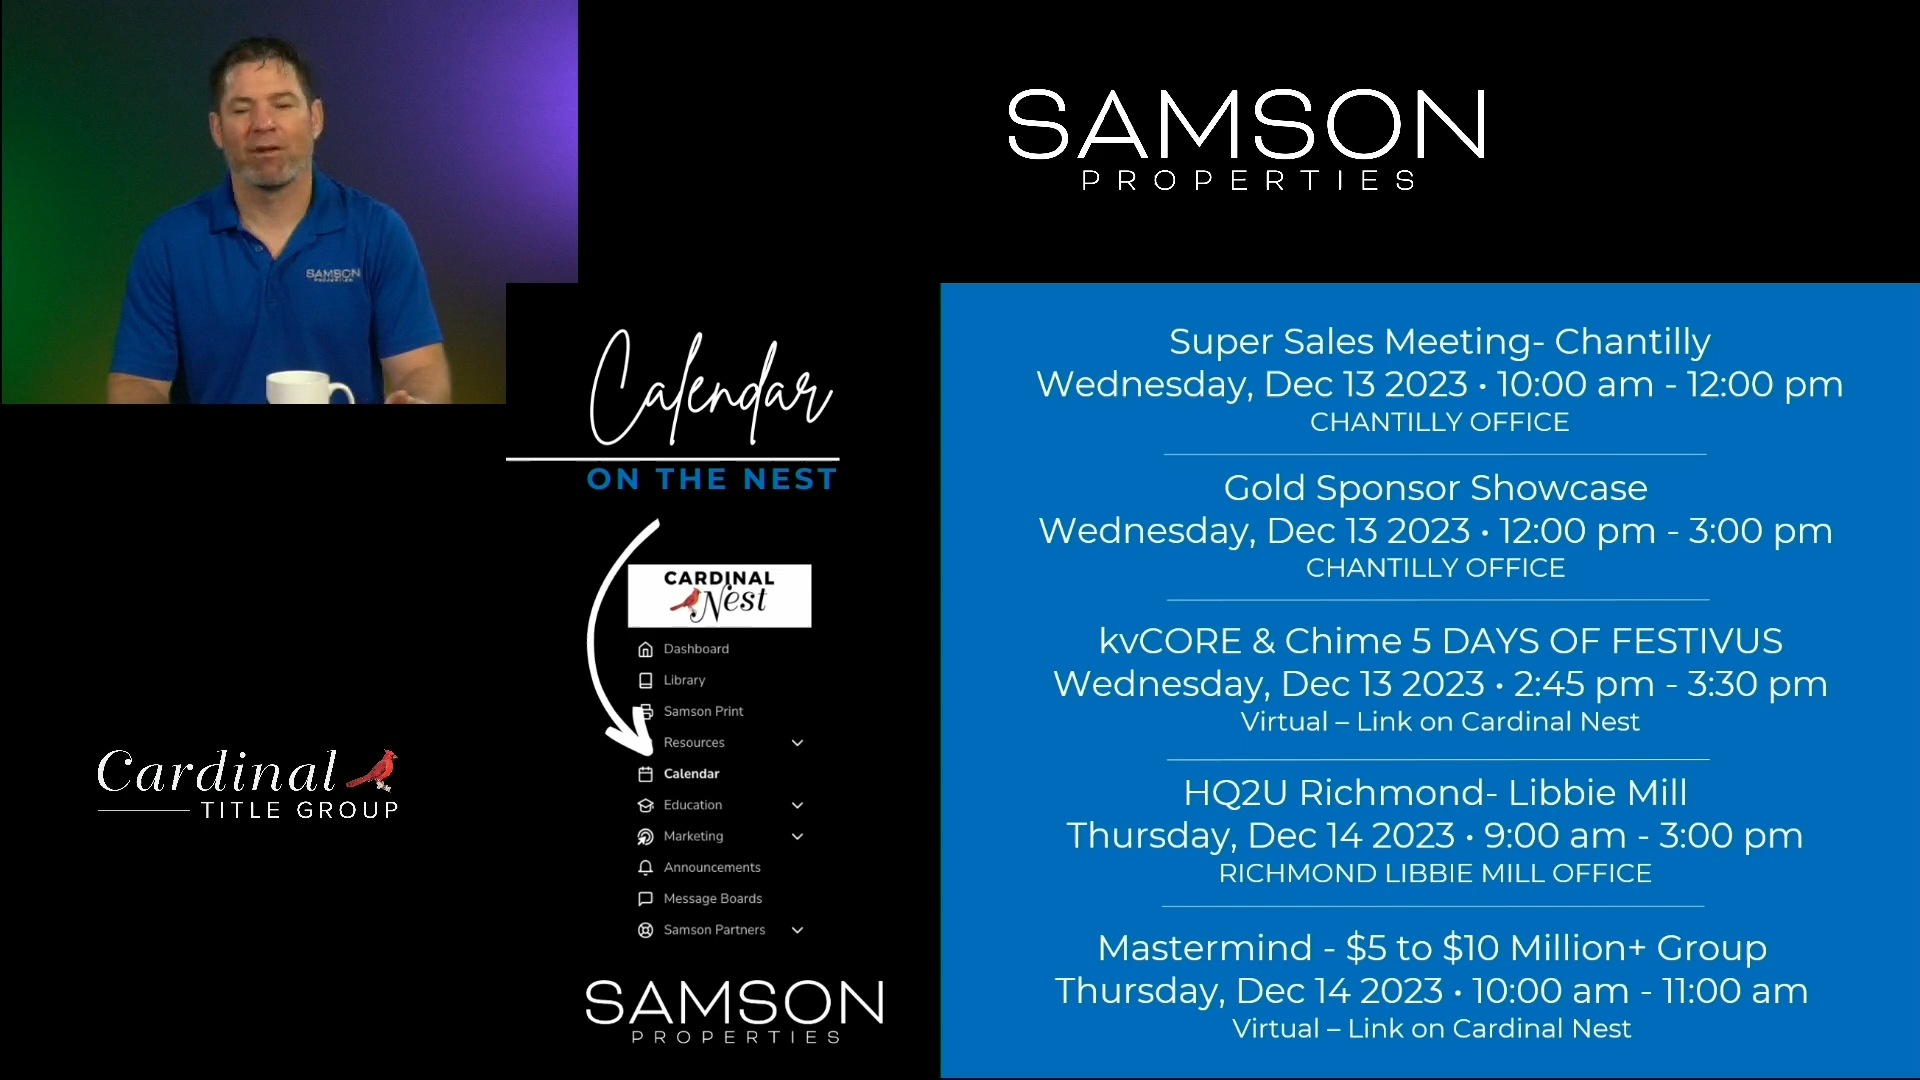 SAMSON
PROPERTIES
SAMSON
PROPERTIES
Calendar
ON THE NEST
CARDINAL
Nest
Dashboard
Library
Samson Print
Resources
Calendar
Education
Marketing
Announcements
Message Boards
Samson Partners
SAMSON
PROPERTIES
Cardinal
TITLE GROUP
Super Sales Meeting- Chantilly
Wednesday, Dec 13 2023 • 10:00 am - 12:00 pm
CHANTILLY OFFICE
Gold Sponsor Showcase
Wednesday, Dec 13 2023 • 12:00 pm - 3:00 pm
CHANTILLY OFFICE
kvCORE & Chime 5 DAYS OF FESTIVUS
Wednesday, Dec 13 2023 • 2:45 pm - 3:30 pm
Virtual – Link on Cardinal Nest
HQ2U Richmond- Libbie Mill
Thursday, Dec 14 2023 • 9:00 am - 3:00 pm
RICHMOND LIBBIE MILL OFFICE
Mastermind - $5 to $10 Million+ Group
Thursday, Dec 14 2023 • 10:00 am - 11:00 am
Virtual – Link on Cardinal Nest